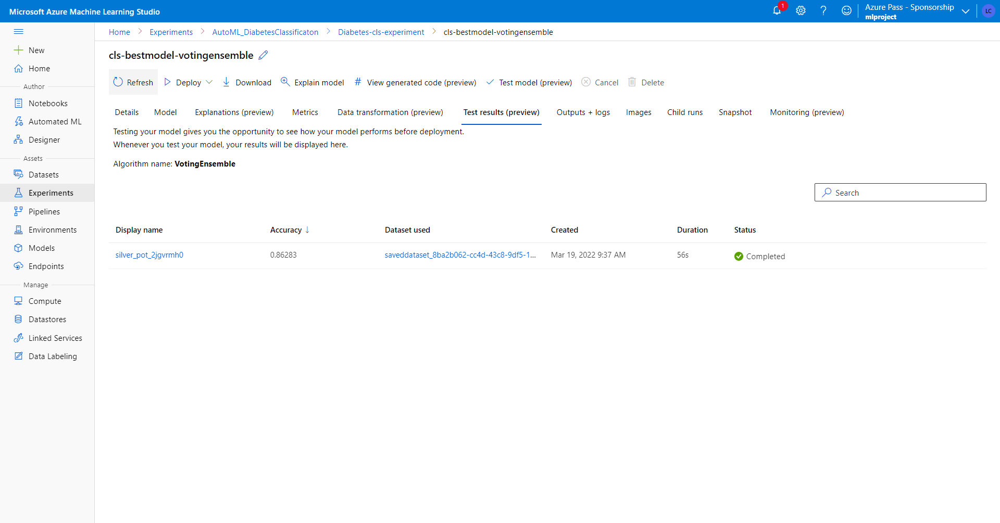 Microsoft Azure Machine Learning Studio
1
Azure Pass - Sponsorship
mlproject
LC
Home
Experiments
AutoML_DiabetesClassificaton
Diabetes-cls-experiment
cls-bestmodel-votingensemble
New
Home
Author
Notebooks
Automated ML
Designer
Assets
Datasets
Experiments
Pipelines
Environments
Models
Endpoints
Manage
Compute
Datastores
Linked Services
Data Labeling
cls-bestmodel-votingensemble
Refresh
Deploy
Download
Explain model
# View generated code (preview)
Test model (preview)
Cancel
Delete
Details
Model
Explanations (preview)
Metrics
Data transformation (preview)
Test results (preview)
Outputs + logs
Images
Child runs
Snapshot
Monitoring (preview)
Testing your model gives you the opportunity to see how your model performs before deployment.
Whenever you test your model, your results will be displayed here.
Algorithm name: VotingEnsemble
Search
Display name Accuracy ↓ Dataset used Created Duration Status
silver_pot_2jgvrmh0 0.86283 saveddataset_8ba2b062-cc4d-43c8-9df5-1... Mar 19, 2022 9:37 AM 56s Completed